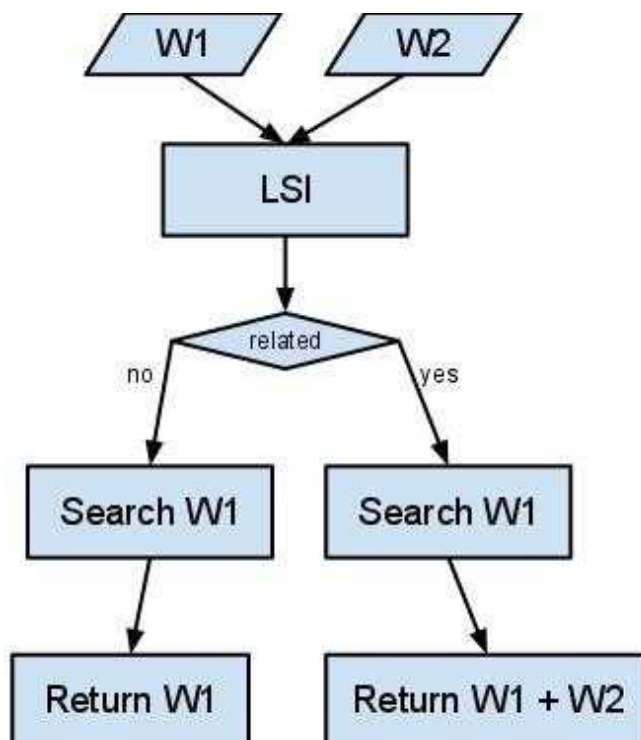 W1
W2
LSI
related
no
yes
Search W1
Search W1
Return W1
Return W1 + W2